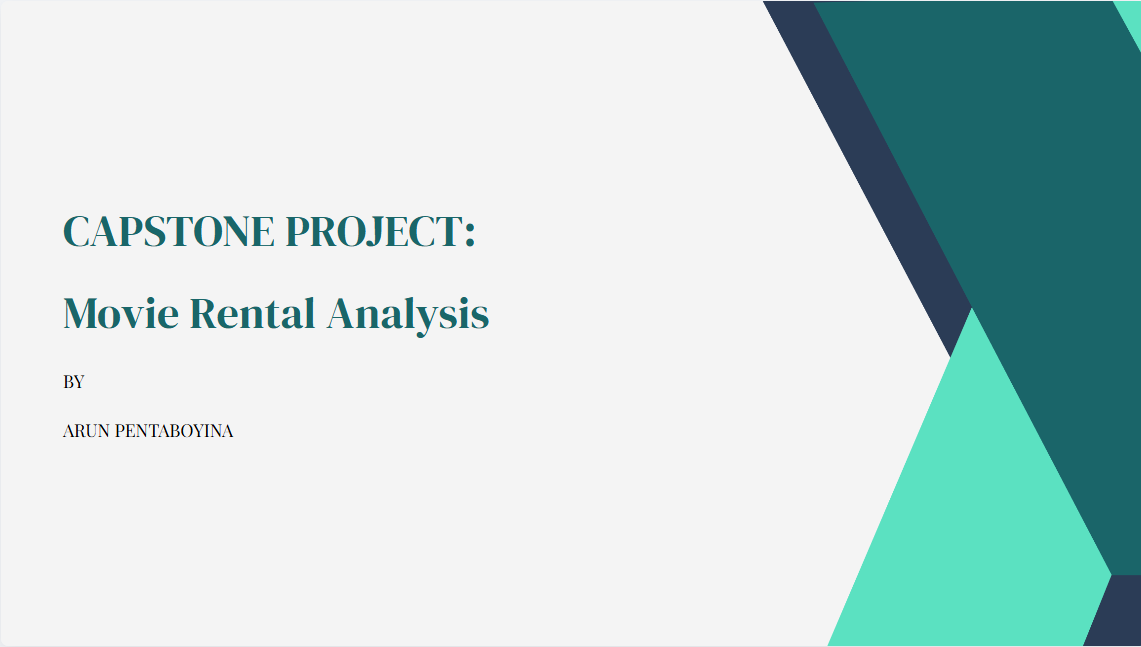 CAPSTONE PROJECT:
Movie Rental Analysis
BY
ARUN PENTABOYINA